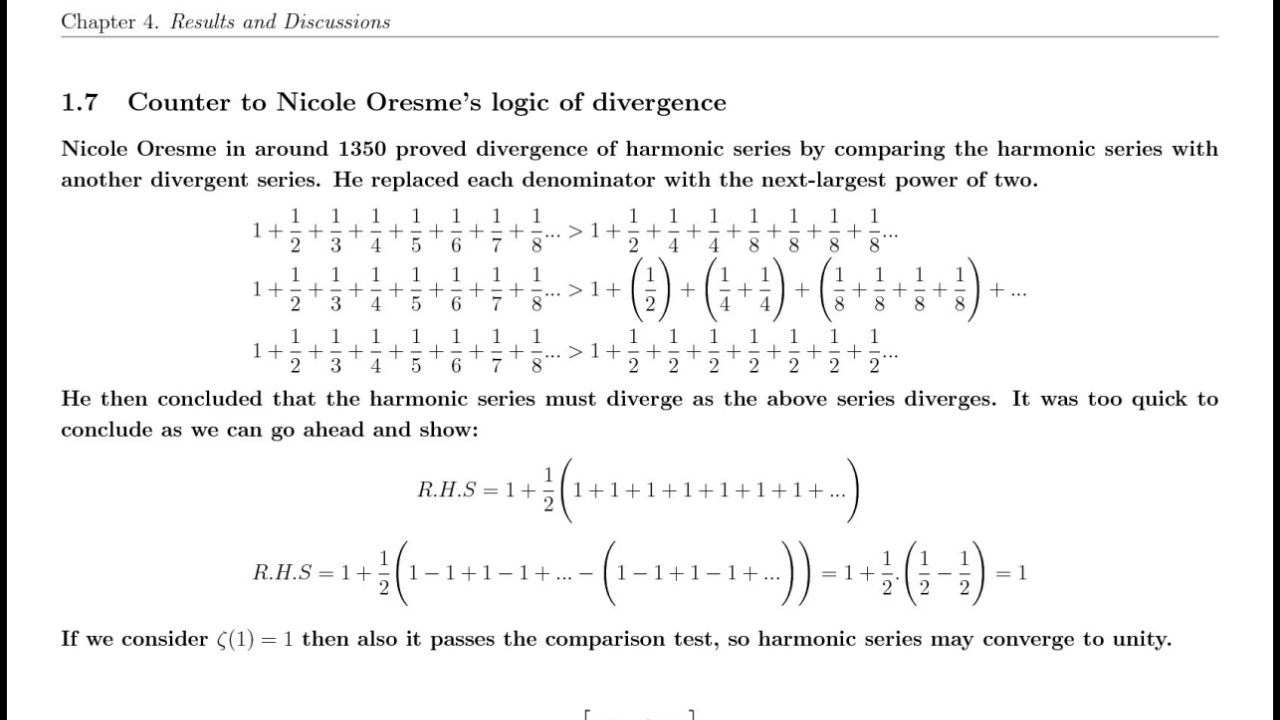 Chapter 4. Results and Discussions
1.7 Counter to Nicole Oresme's logic of divergence
Nicole Oresme in around 1350 proved divergence of harmonic series by comparing the harmonic series with
another divergent series. He replaced each denominator with the next-largest power of two.
1 + 1/2 + 1/3 + 1/4 + 1/5 + 1/6 + 1/7 + 1/8 ... > 1 + 1/2 + 1/4 + 1/4 + 1/8 + 1/8 + 1/8 + 1/8 ...
1 + 1/2 + 1/3 + 1/4 + 1/5 + 1/6 + 1/7 + 1/8 ... > 1 + (1/2) + (1/4 + 1/4) + (1/8 + 1/8 + 1/8 + 1/8) + ...
1 + 1/2 + 1/3 + 1/4 + 1/5 + 1/6 + 1/7 + 1/8 ... > 1 + 1/2 + 1/2 + 1/2 + 1/2 + 1/2 + 1/2 + 1/2 ...
He then concluded that the harmonic series must diverge as the above series diverges. It was too quick to
conclude as we can go ahead and show:
R.H.S = 1 + 1/2 (1 + 1 + 1 + 1 + 1 + 1 + 1 + ...)
R.H.S = 1 + 1/2 (1 − 1 + 1 − 1 + ... − (1 − 1 + 1 − 1 + ...)) = 1 + 1/2 . (1/2 − 1/2) = 1
If we consider ζ(1) = 1 then also it passes the comparison test, so harmonic series may converge to unity.